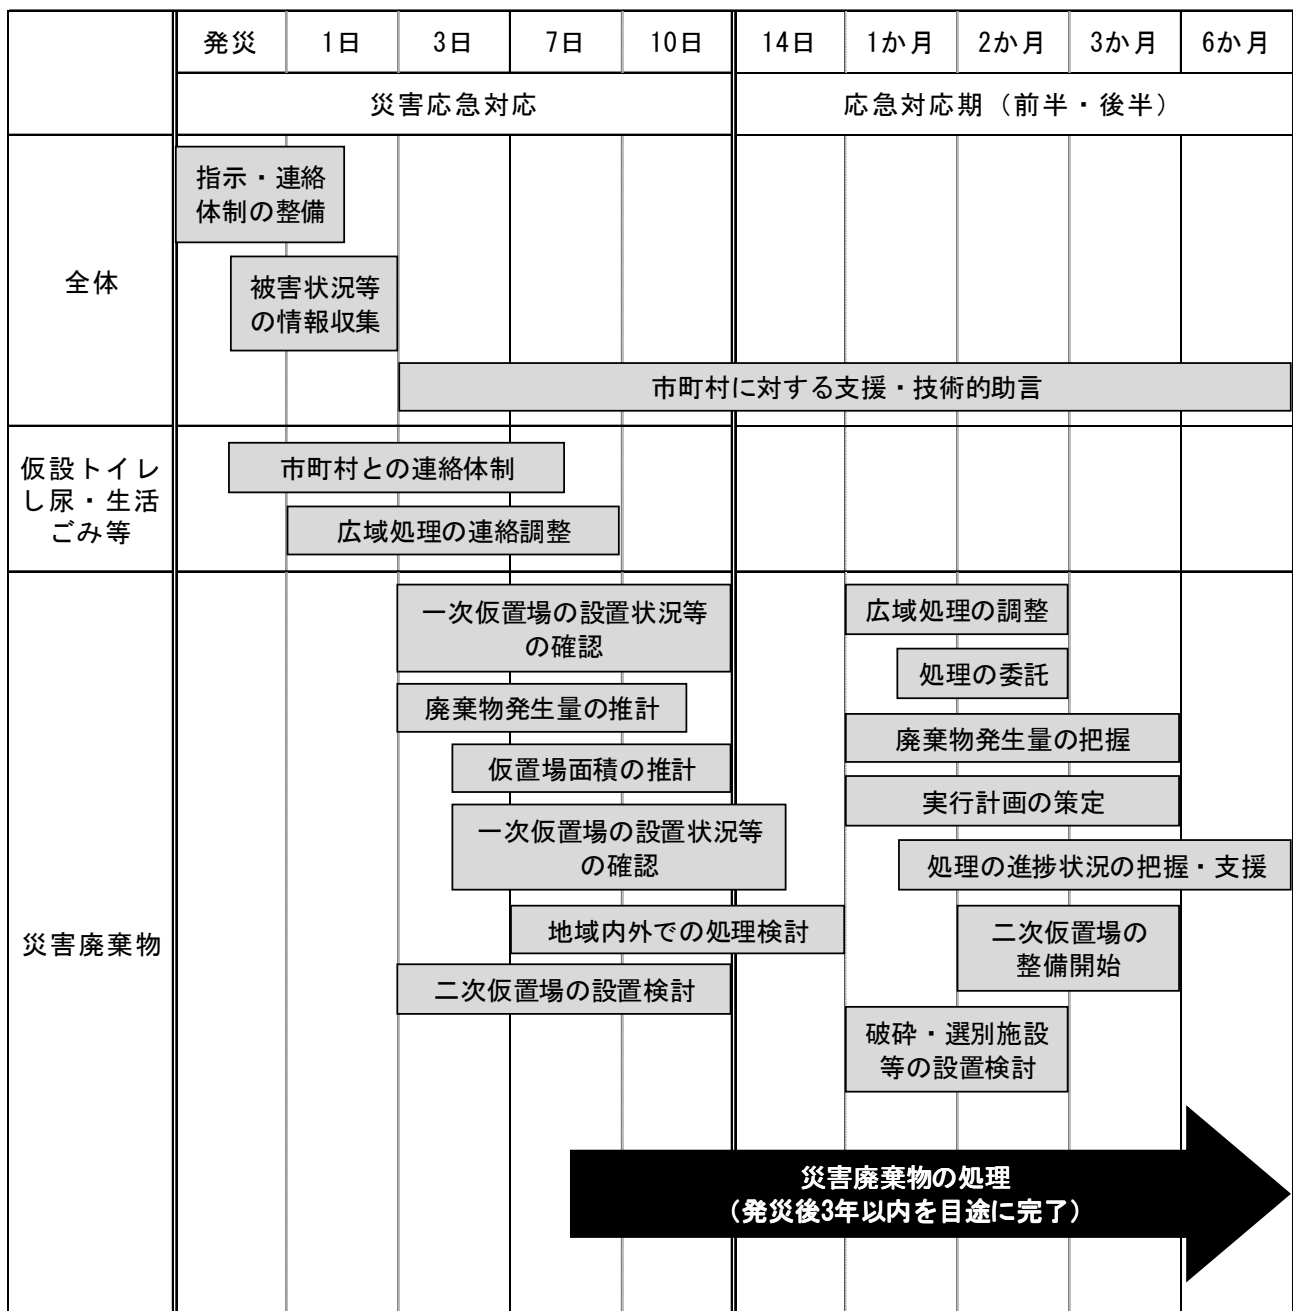 発災 1日 3日 7日 10日 14日 1か月 2か月 3か月 6か月
災害応急対応 応急対応期（前半・後半）
全体
指示・連絡
体制の整備
被害状況等
の情報収集
市町村に対する支援・技術的助言
仮設トイレ
し尿・生活
ごみ等
市町村との連絡体制
広域処理の連絡調整
災害廃棄物
一次仮置場の設置状況等
の確認
廃棄物発生量の推計
仮置場面積の推計
一次仮置場の設置状況等
の確認
地域内外での処理検討
二次仮置場の設置検討
広域処理の調整
処理の委託
廃棄物発生量の把握
実行計画の策定
処理の進捗状況の把握・支援
二次仮置場の
整備開始
破砕・選別施設
等の設置検討
災害廃棄物の処理
（発災後3年以内を目途に完了）